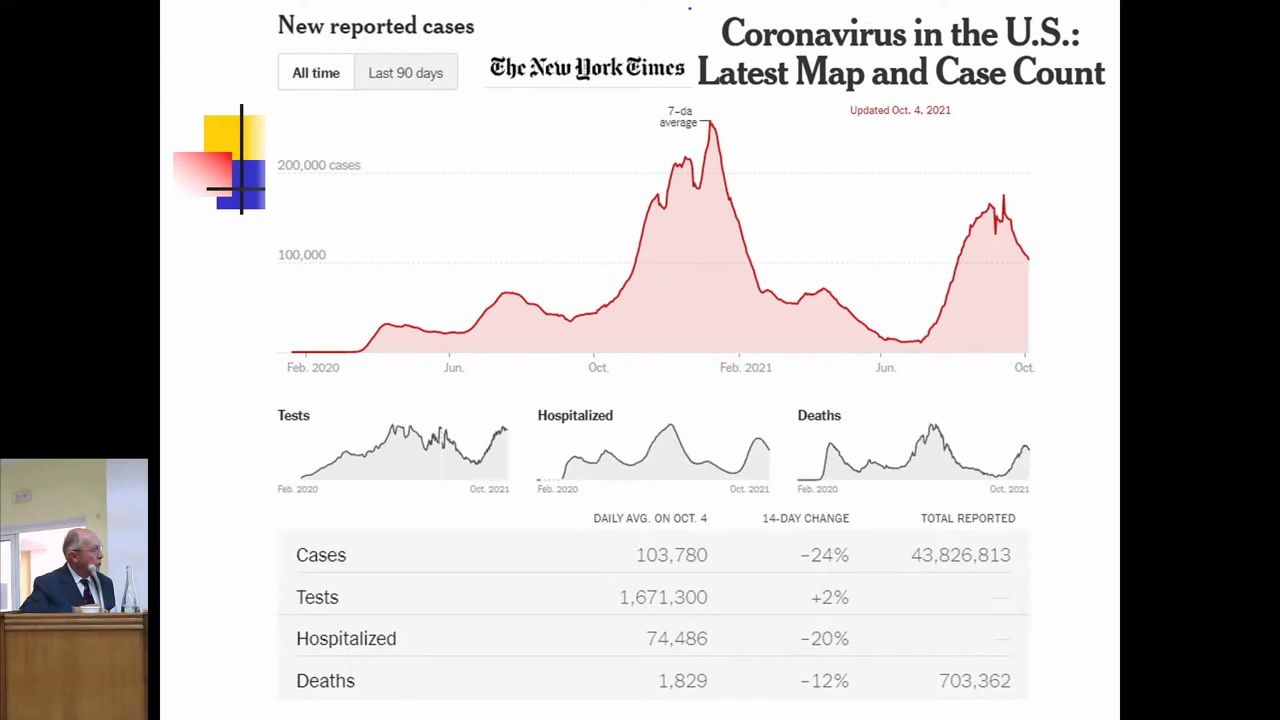 New reported cases
All time
Last 90 days
The New York Times
Coronavirus in the U.S.:
Latest Map and Case Count
Updated Oct. 4, 2021
7–da
average
200,000 cases
100,000
Feb. 2020
Jun.
Oct.
Feb. 2021
Jun.
Oct.
Tests
Hospitalized
Deaths
Feb. 2020
Oct. 2021
Feb. 2020
Oct. 2021
Feb. 2020
Oct. 2021
DAILY AVG. ON OCT. 4
14-DAY CHANGE
TOTAL REPORTED
Cases 103,780 –24% 43,826,813
Tests 1,671,300 +2% —
Hospitalized 74,486 –20% —
Deaths 1,829 –12% 703,362